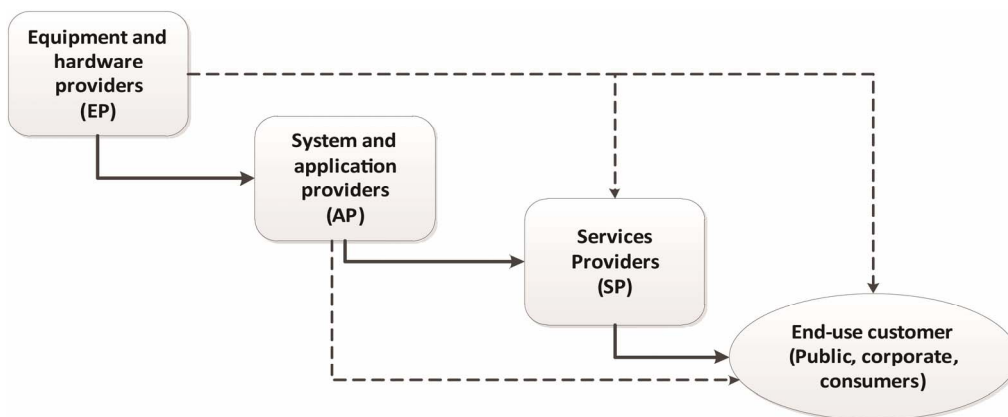 Equipment and
hardware
providers
(EP)
System and
application
providers
(AP)
Services
Providers
(SP)
End-use customer
(Public, corporate,
consumers)